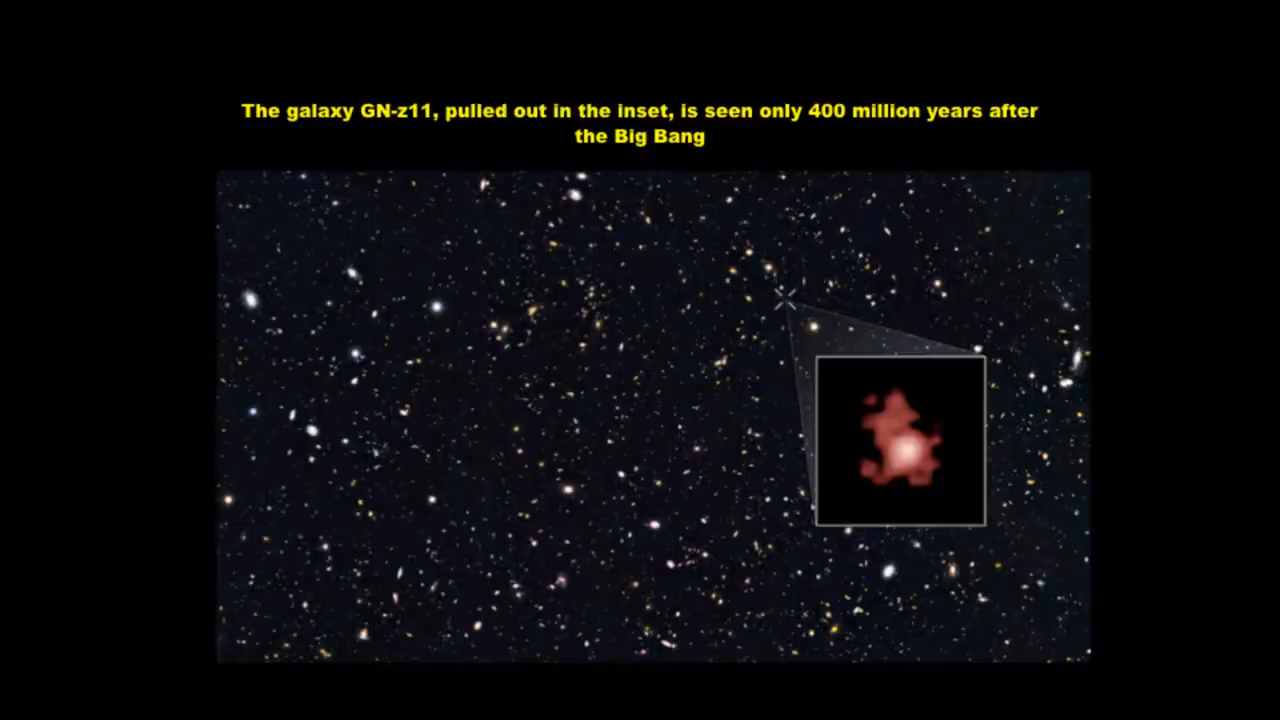 The galaxy GN-z11, pulled out in the inset, is seen only 400 million years after
the Big Bang